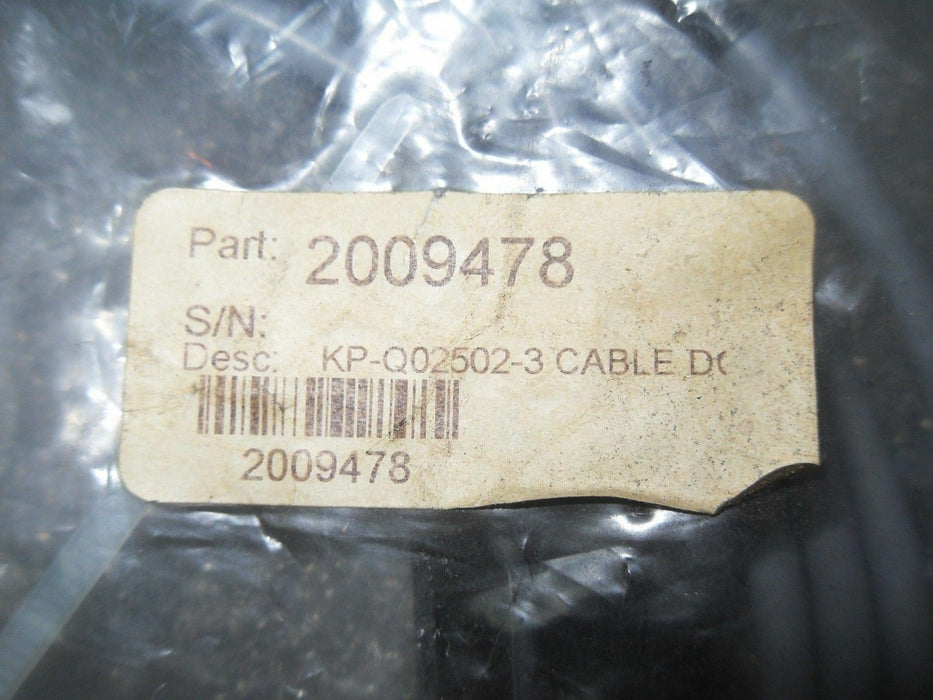 Part: 2009478
S/N:
Desc: KP-Q02502-3 CABLE
2009478